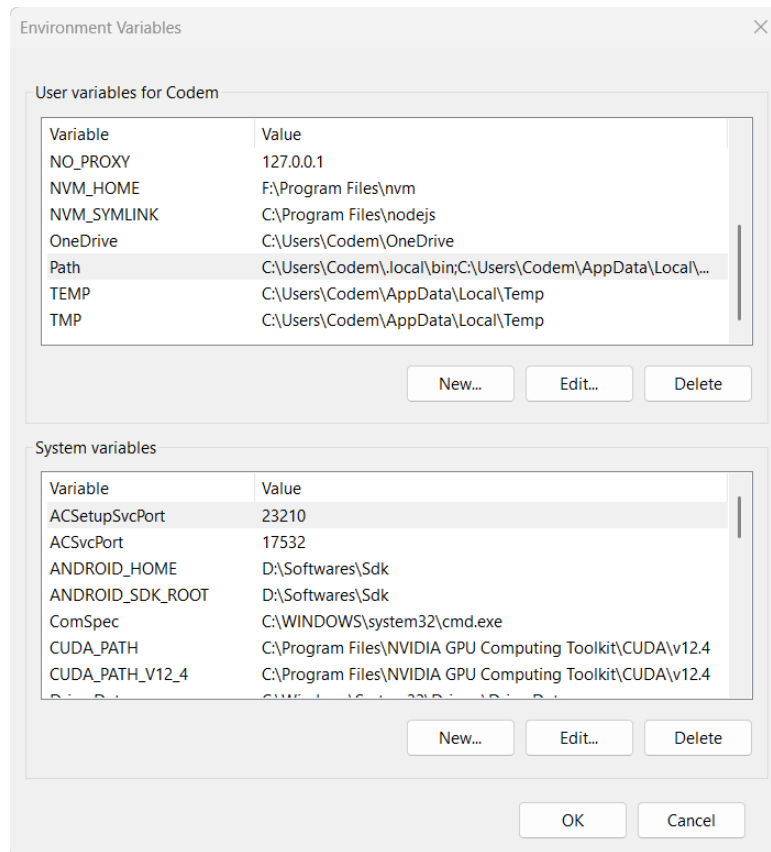 Environment Variables
User variables for Codem
Variable Value
NO_PROXY 127.0.0.1
NVM_HOME F:\Program Files\nvm
NVM_SYMLINK C:\Program Files\nodejs
OneDrive C:\Users\Codem\OneDrive
Path C:\Users\Codem\.local\bin;C:\Users\Codem\AppData\Local\...
TEMP C:\Users\Codem\AppData\Local\Temp
TMP C:\Users\Codem\AppData\Local\Temp
New... Edit... Delete
System variables
Variable Value
ACSetupSvcPort 23210
ACSvcPort 17532
ANDROID_HOME D:\Softwares\Sdk
ANDROID_SDK_ROOT D:\Softwares\Sdk
ComSpec C:\WINDOWS\system32\cmd.exe
CUDA_PATH C:\Program Files\NVIDIA GPU Computing Toolkit\CUDA\v12.4
CUDA_PATH_V12_4 C:\Program Files\NVIDIA GPU Computing Toolkit\CUDA\v12.4
New... Edit... Delete
OK Cancel